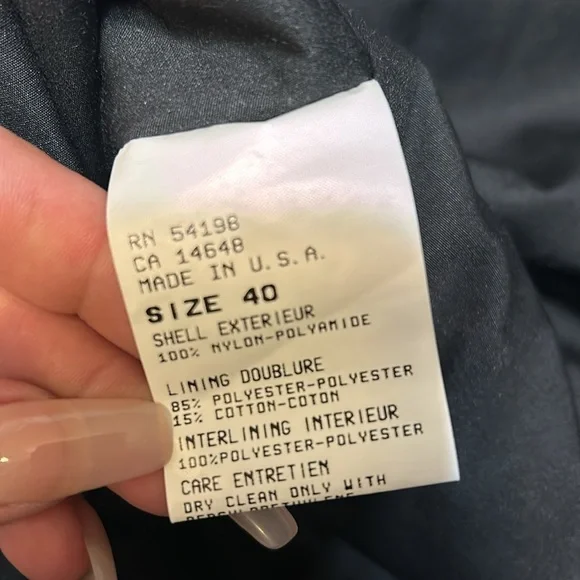 RN 54198
CA 14648
MADE IN U.S.A.
SIZE 40
SHELL EXTERIEUR
100% NYLON-POLYAMIDE
LINING DOUBLURE
85% POLYESTER-POLYESTER
15% COTTON-COTON
INTERLINING INTERIEUR
100%POLYESTER-POLYESTER
CARE ENTRETIEN
DRY CLEAN ONLY WITH